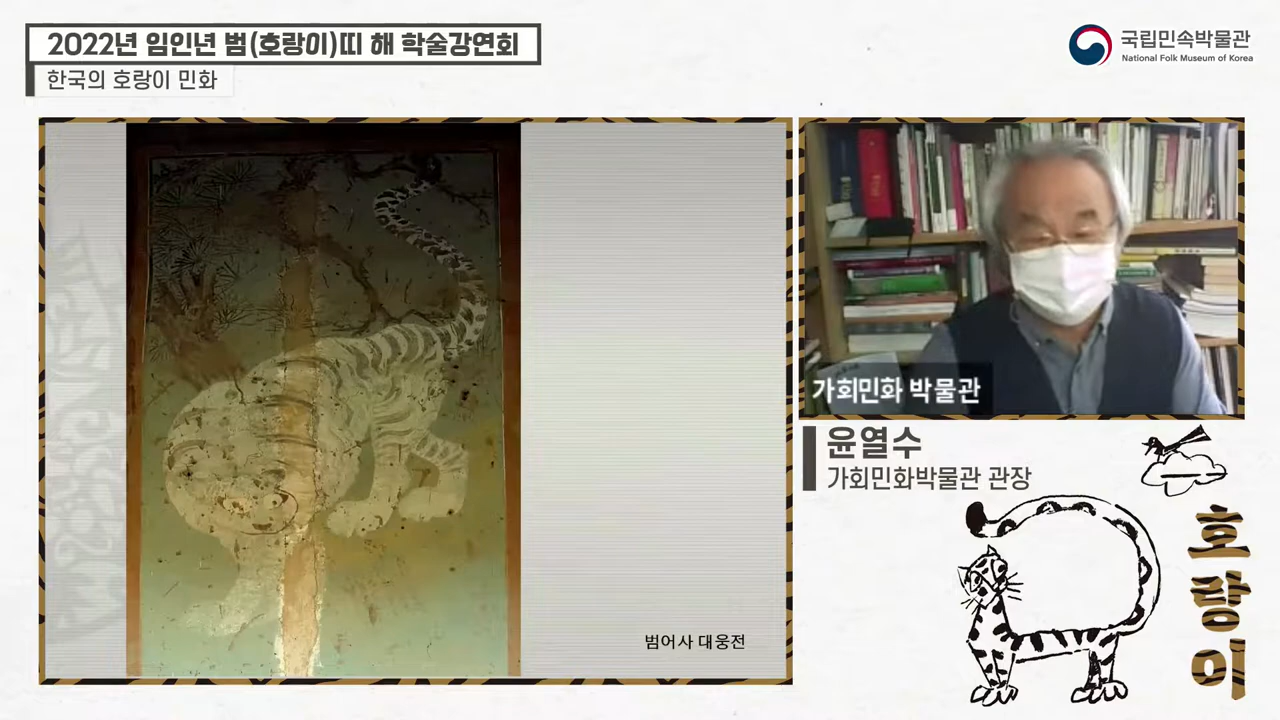 2022년 임인년 범(호랑이)띠 해 학술강연회
한국의 호랑이 민화
국립민속박물관
National Folk Museum of Korea
범어사 대웅전
가회민화 박물관
윤열수
가회민화박물관 관장
호랑이